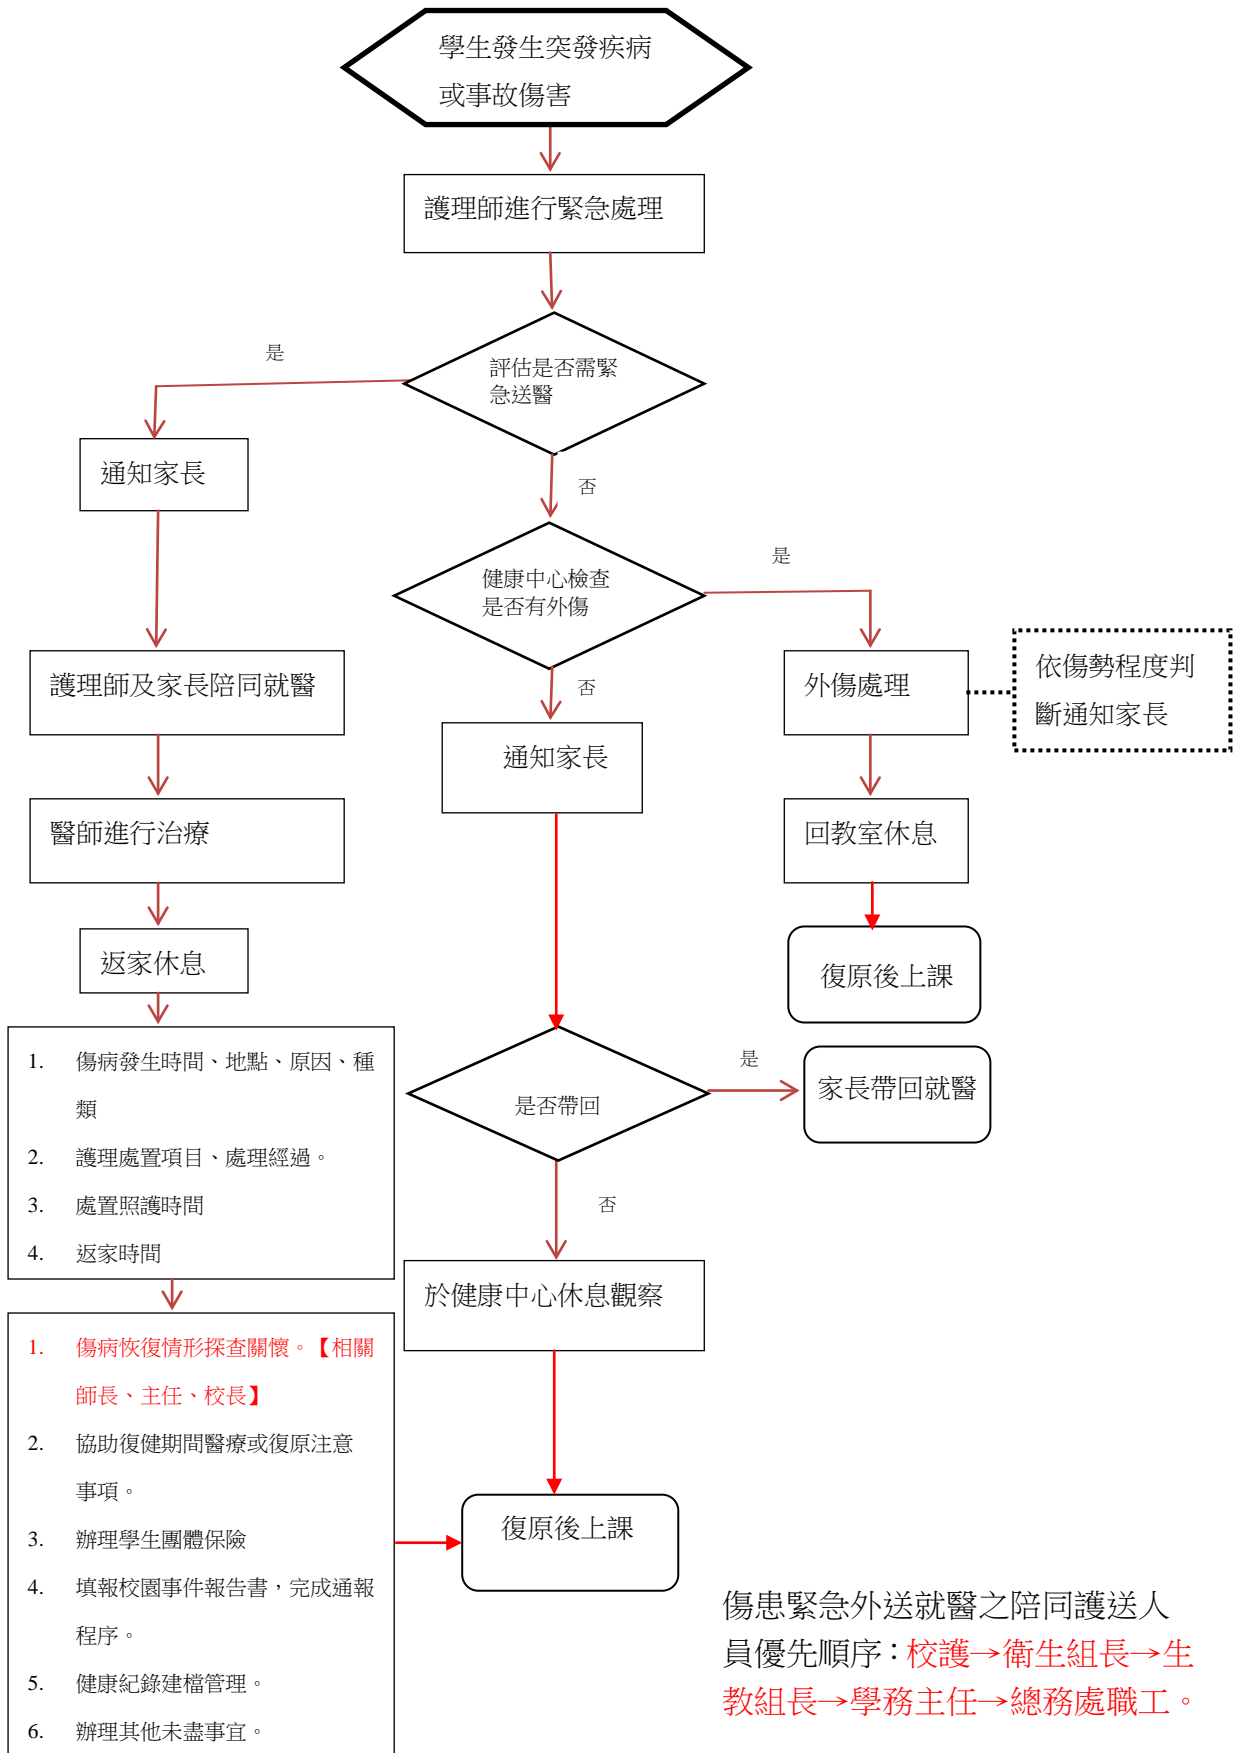 學生發生突發疾病
或事故傷害
護理師進行緊急處理
是
評估是否需緊
急送醫
通知家長
否
健康中心檢查
是否有外傷
是
護理師及家長陪同就醫
否
外傷處理
依傷勢程度判
斷通知家長
通知家長
醫師進行治療
回教室休息
返家休息
復原後上課
1. 傷病發生時間、地點、原因、種
類
2. 護理處置項目、處理經過。
3. 處置照護時間
4. 返家時間
是否帶回
是
家長帶回就醫
否
於健康中心休息觀察
1. 傷病恢復情形探查關懷。【相關
師長、主任、校長】
2. 協助復健期間醫療或復原注意
事項。
3. 辦理學生團體保險
4. 填報校園事件報告書，完成通報
程序。
5. 健康紀錄建檔管理。
6. 辦理其他未盡事宜。
復原後上課
傷患緊急外送就醫之陪同護送人
員優先順序：校護→衛生組長→生
教組長→學務主任→總務處職工。